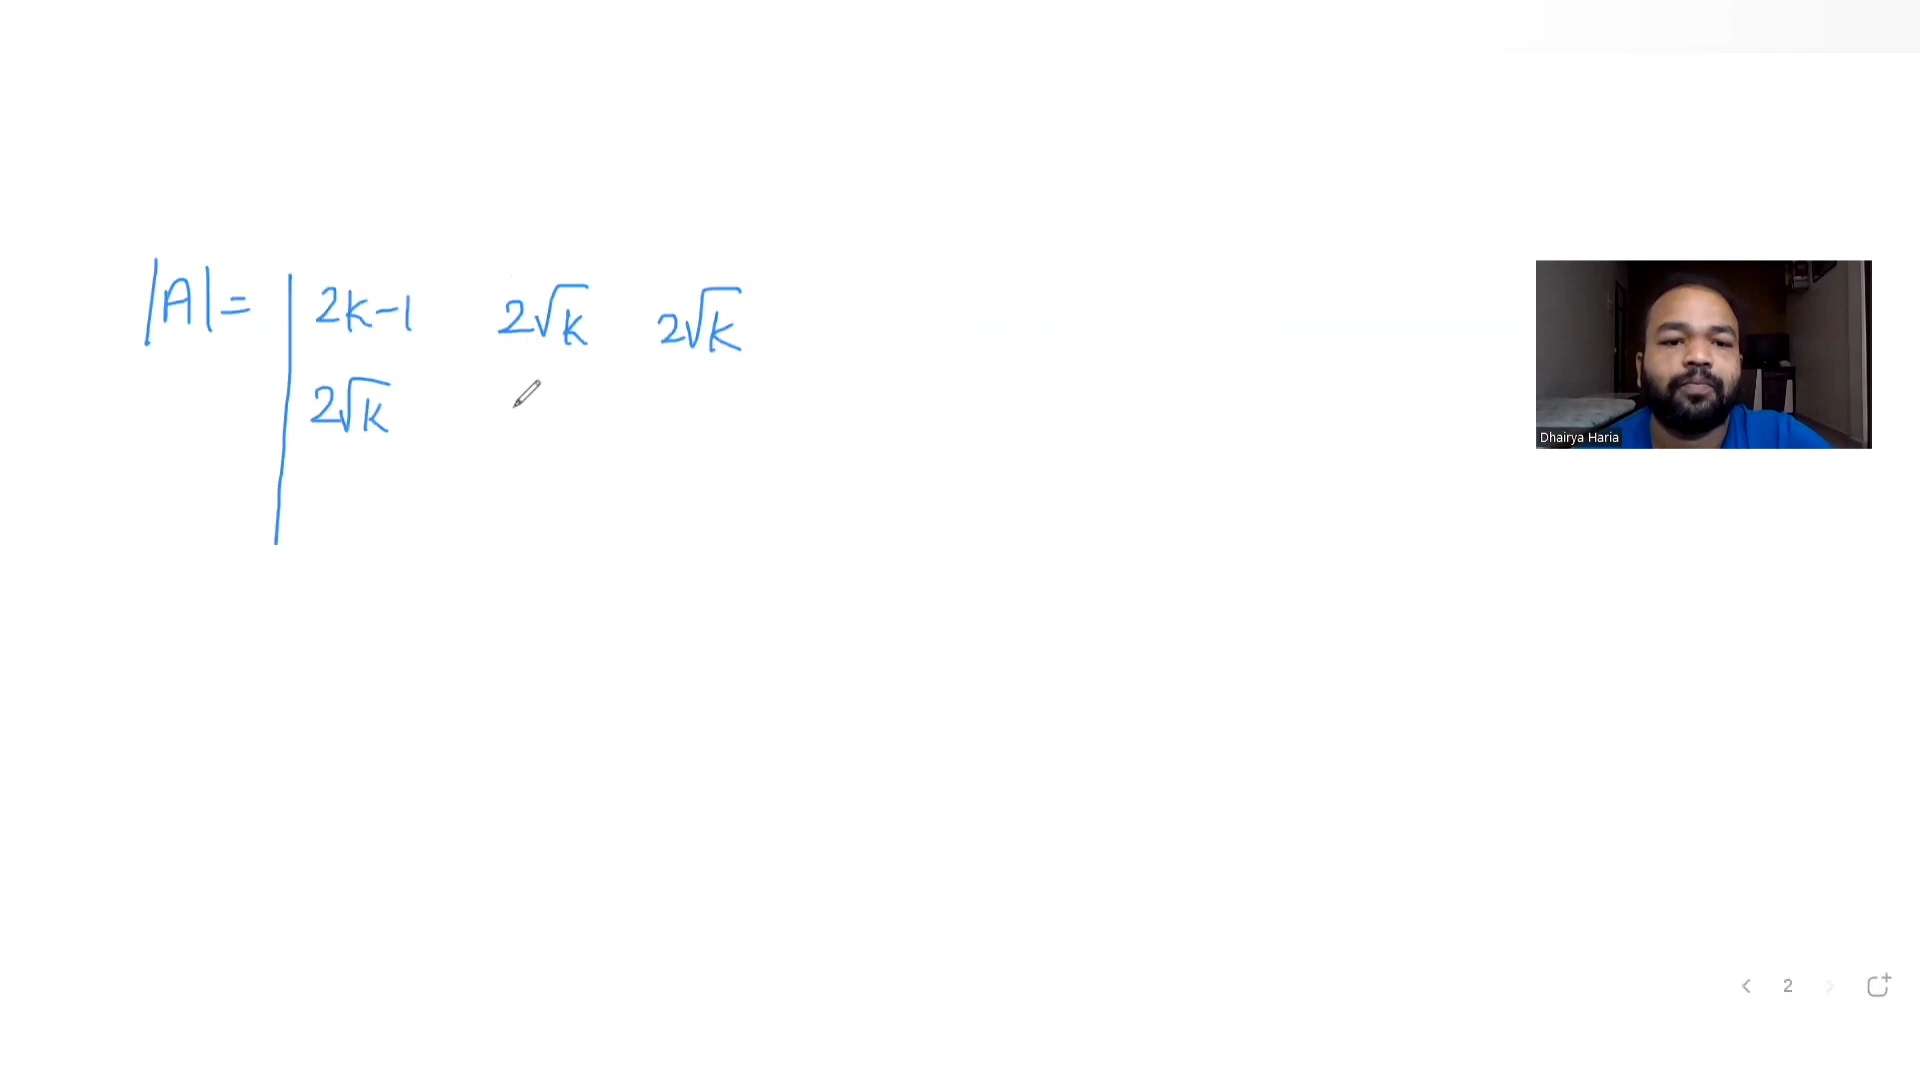 |A| = | 2k-1 2√k 2√k
2√k
Dhairya Haria
2